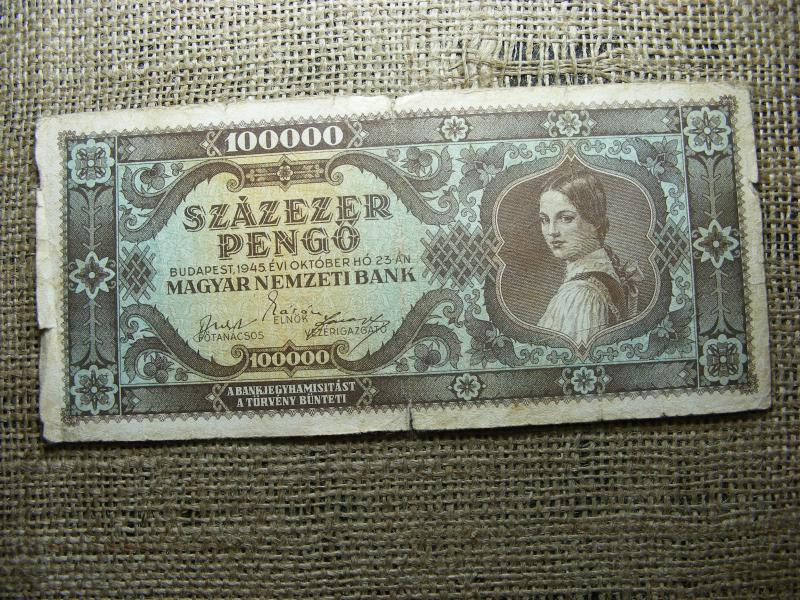 100000
SZÁZEZER
PENGŐ
BUDAPEST, 1945. ÉVI OKTÓBER HÓ 23-ÁN
MAGYAR NEMZETI BANK
ELNÖK
FŐTANÁCSOS
VEZÉRIGAZGATÓ
100000
A BANKJEGYHAMISITÁST
A TÖRVÉNY BÜNTETI